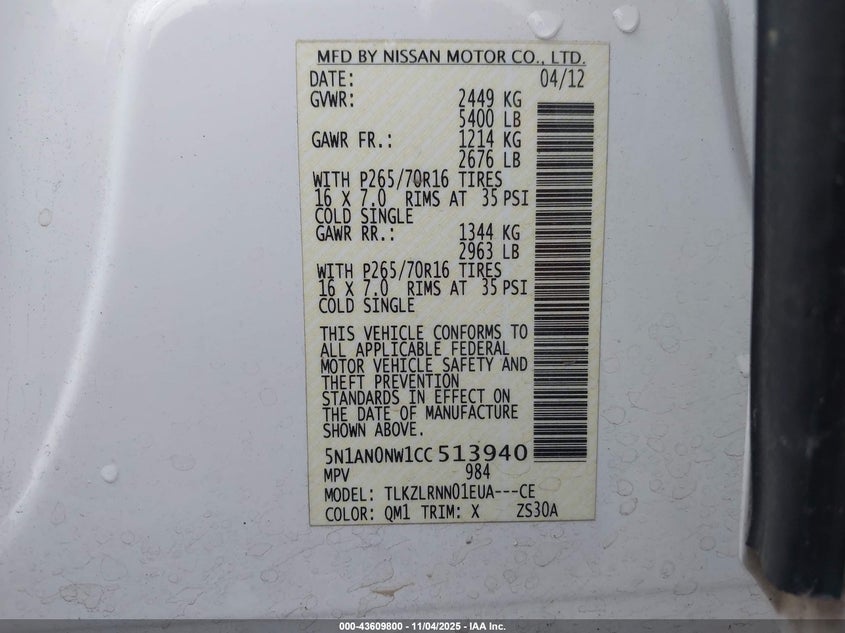 MFD BY NISSAN MOTOR CO., LTD.
DATE: 04/12
GVWR: 2449 KG
5400 LB
GAWR FR.: 1214 KG
2676 LB
WITH P265/70R16 TIRES
16 X 7.0 RIMS AT 35 PSI
COLD SINGLE
GAWR RR.: 1344 KG
2963 LB
WITH P265/70R16 TIRES
16 X 7.0 RIMS AT 35 PSI
COLD SINGLE
THIS VEHICLE CONFORMS TO
ALL APPLICABLE FEDERAL
MOTOR VEHICLE SAFETY AND
THEFT PREVENTION
STANDARDS IN EFFECT ON
THE DATE OF MANUFACTURE
SHOWN ABOVE.
5N1AN0NW1CC 513940
MPV 984
MODEL: TLKZLRNN01EUA---CE
COLOR: QM1 TRIM: X ZS30A
000-43609800 - 11/04/2025 - IAA Inc.